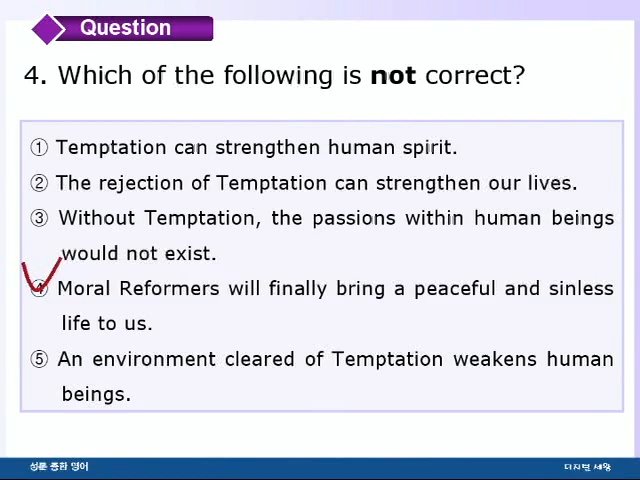 Question
4. Which of the following is not correct?
① Temptation can strengthen human spirit.
② The rejection of Temptation can strengthen our lives.
③ Without Temptation, the passions within human beings
would not exist.
④ Moral Reformers will finally bring a peaceful and sinless
life to us.
⑤ An environment cleared of Temptation weakens human
beings.
성문 종합 영어
디지털 세왕